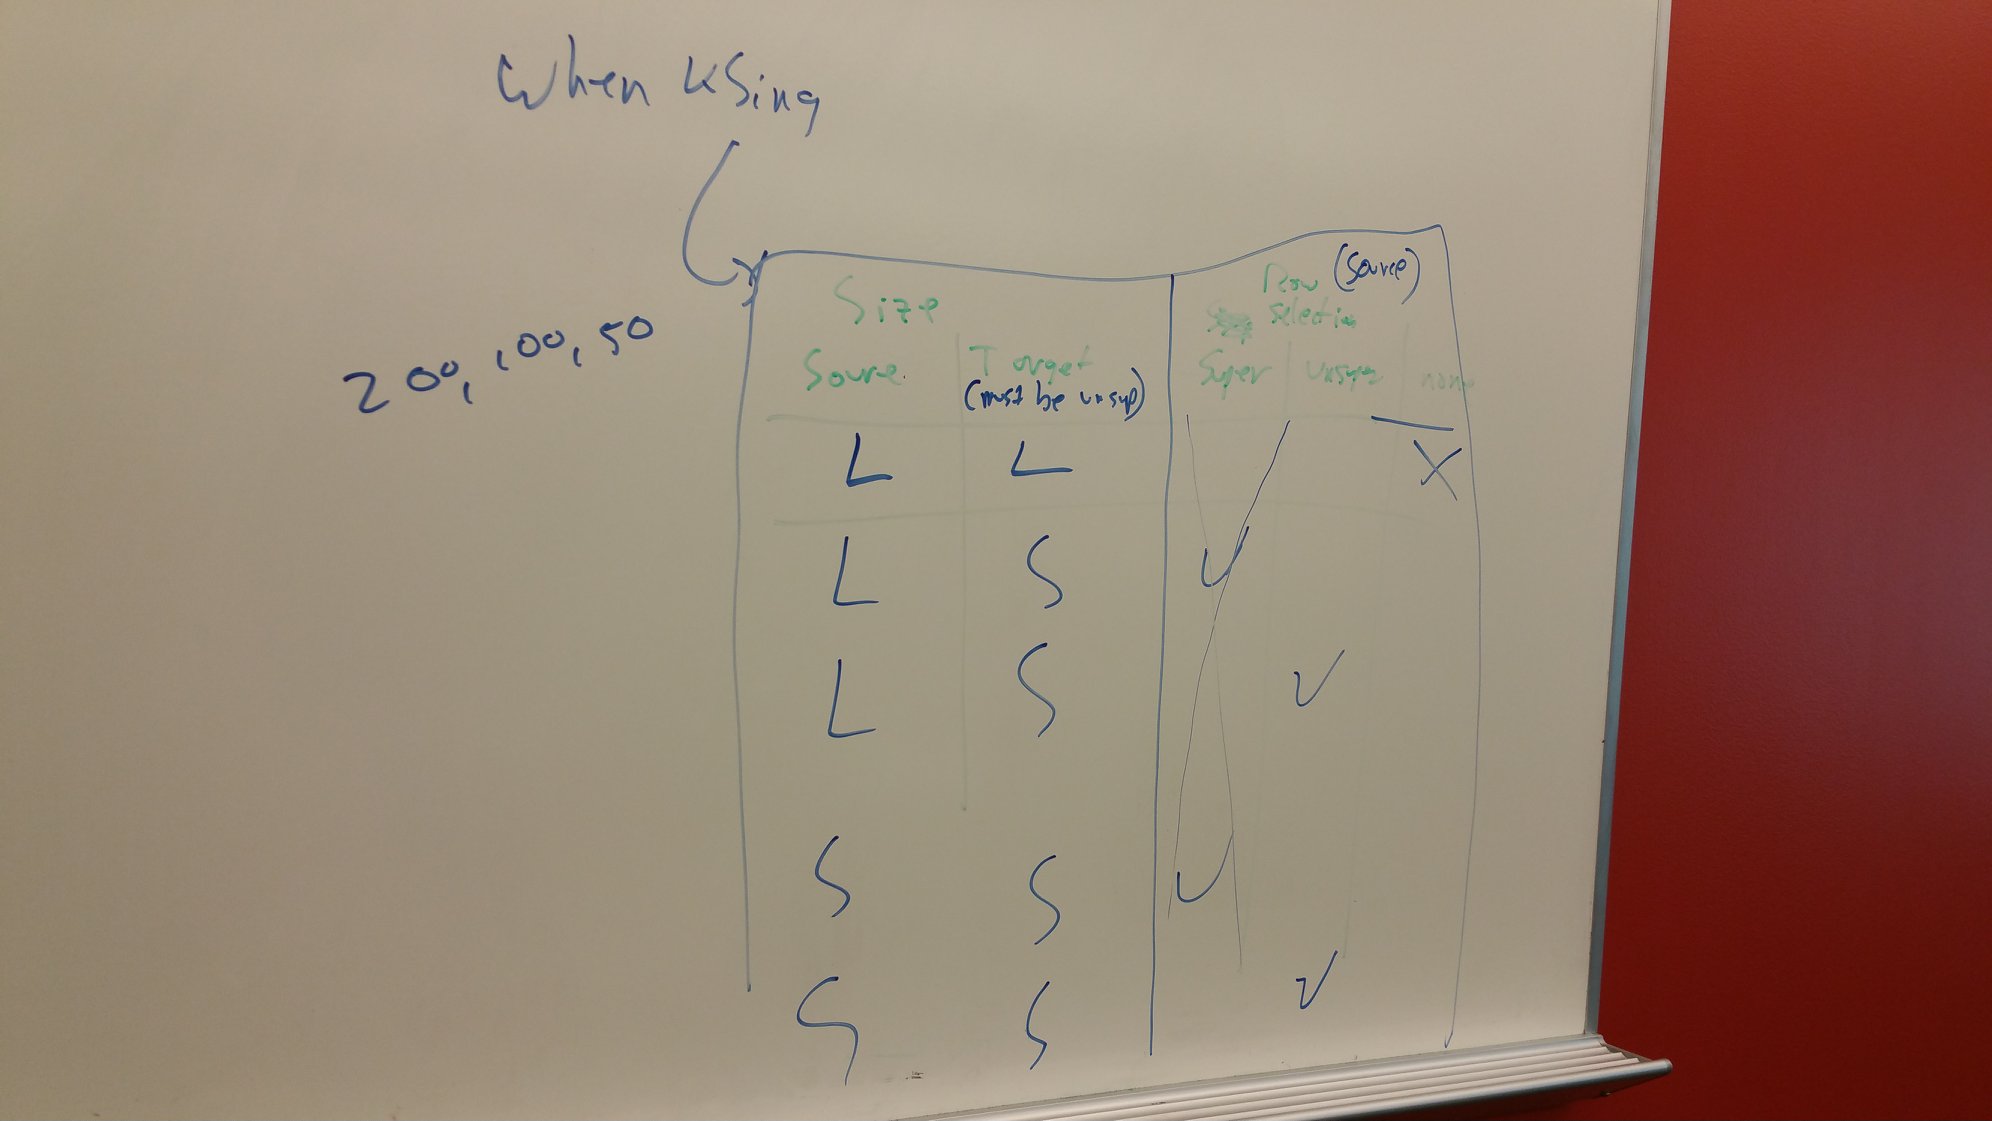 When using
200, 100, 50
Size
Row (source)
selection
Source Target Super unsup none
(must be unsup)
L L X
L S ✓
L S ✓
S S ✓
S S ✓